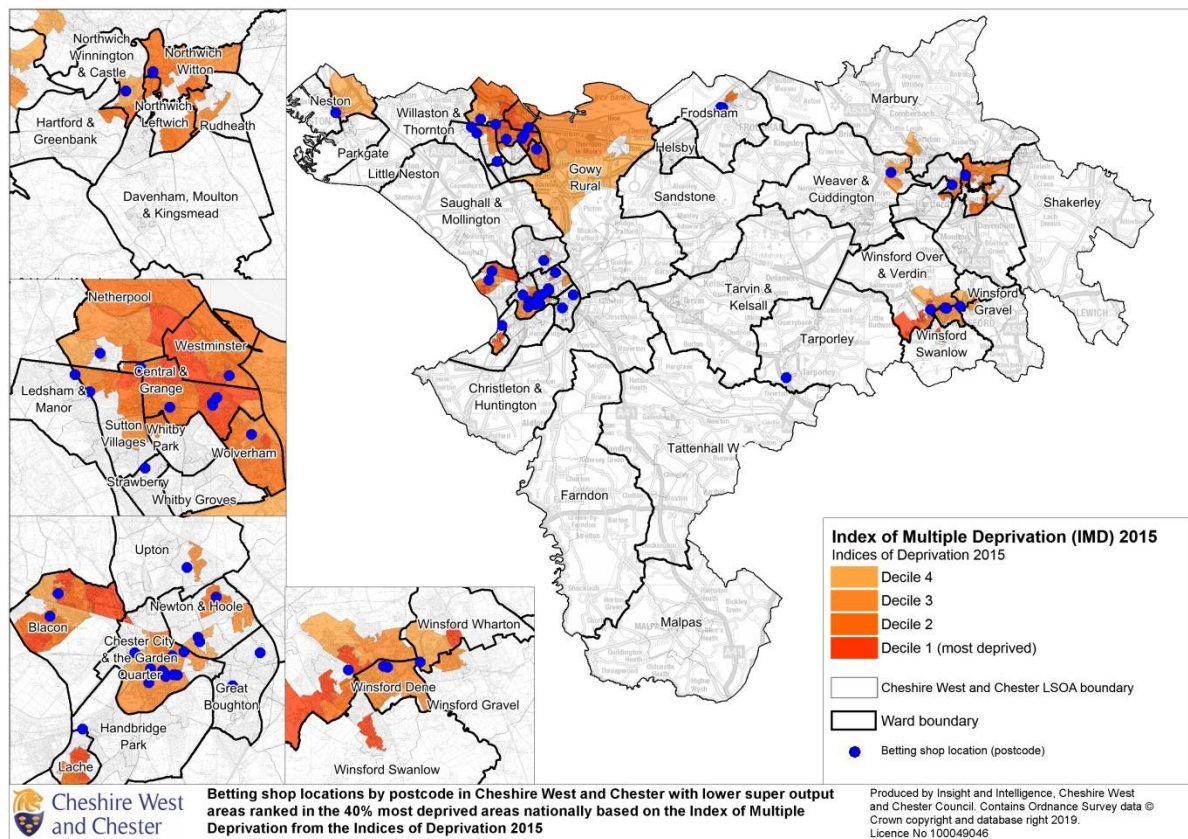 Northwich
Winnington
& Castle
Northwich
Witton
Hartford &
Greenbank
Northwich
Leftwich
Rudheath
Davenham, Moulton
& Kingsmead
Netherpool
Westminster
Central &
Grange
Ledsham &
Manor
Sutton
Villages
Whitby
Park
Wolverham
Strawberry
Whitby Groves
Upton
Newton & Hoole
Blacon
Chester City
& the Garden
Quarter
Great
Boughton
Handbridge
Park
Lache
Winsford Wharton
Winsford Dene
Winsford Gravel
Winsford Swanlow
Neston
Willaston &
Thornton
Parkgate
Little Neston
Saughall &
Mollington
Gowy
Rural
Frodsham
Helsby
Marbury
Sandstone
Weaver &
Cuddington
Shakerley
Winsford Over
& Verdin
Winsford
Gravel
Winsford
Swanlow
Tarvin &
Kelsall
Tarporley
Christleton &
Huntington
Tattenhall W
Farndon
Malpas
Index of Multiple Deprivation (IMD) 2015
Indices of Deprivation 2015
Decile 4
Decile 3
Decile 2
Decile 1 (most deprived)
Cheshire West and Chester LSOA boundary
Ward boundary
Betting shop location (postcode)
Cheshire West
and Chester
Betting shop locations by postcode in Cheshire West and Chester with lower super output
areas ranked in the 40% most deprived areas nationally based on the Index of Multiple
Deprivation from the Indices of Deprivation 2015
Produced by Insight and Intelligence, Cheshire West
and Chester Council. Contains Ordnance Survey data ©
Crown copyright and database right 2019.
Licence No 100049046